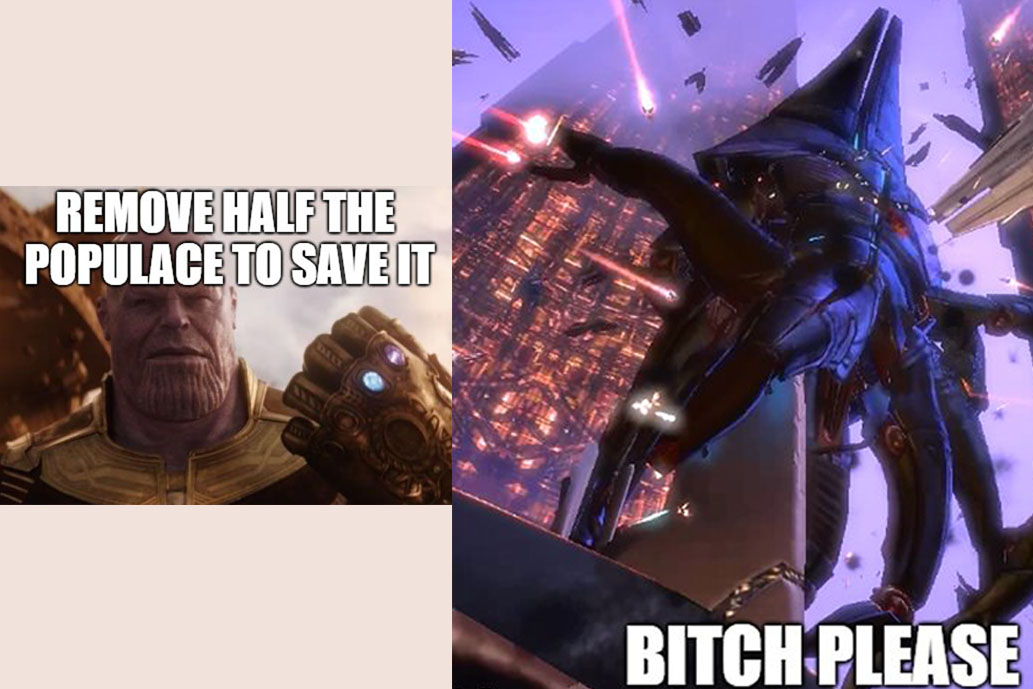 REMOVE HALF THE
POPULACE TO SAVE IT
BITCH PLEASE